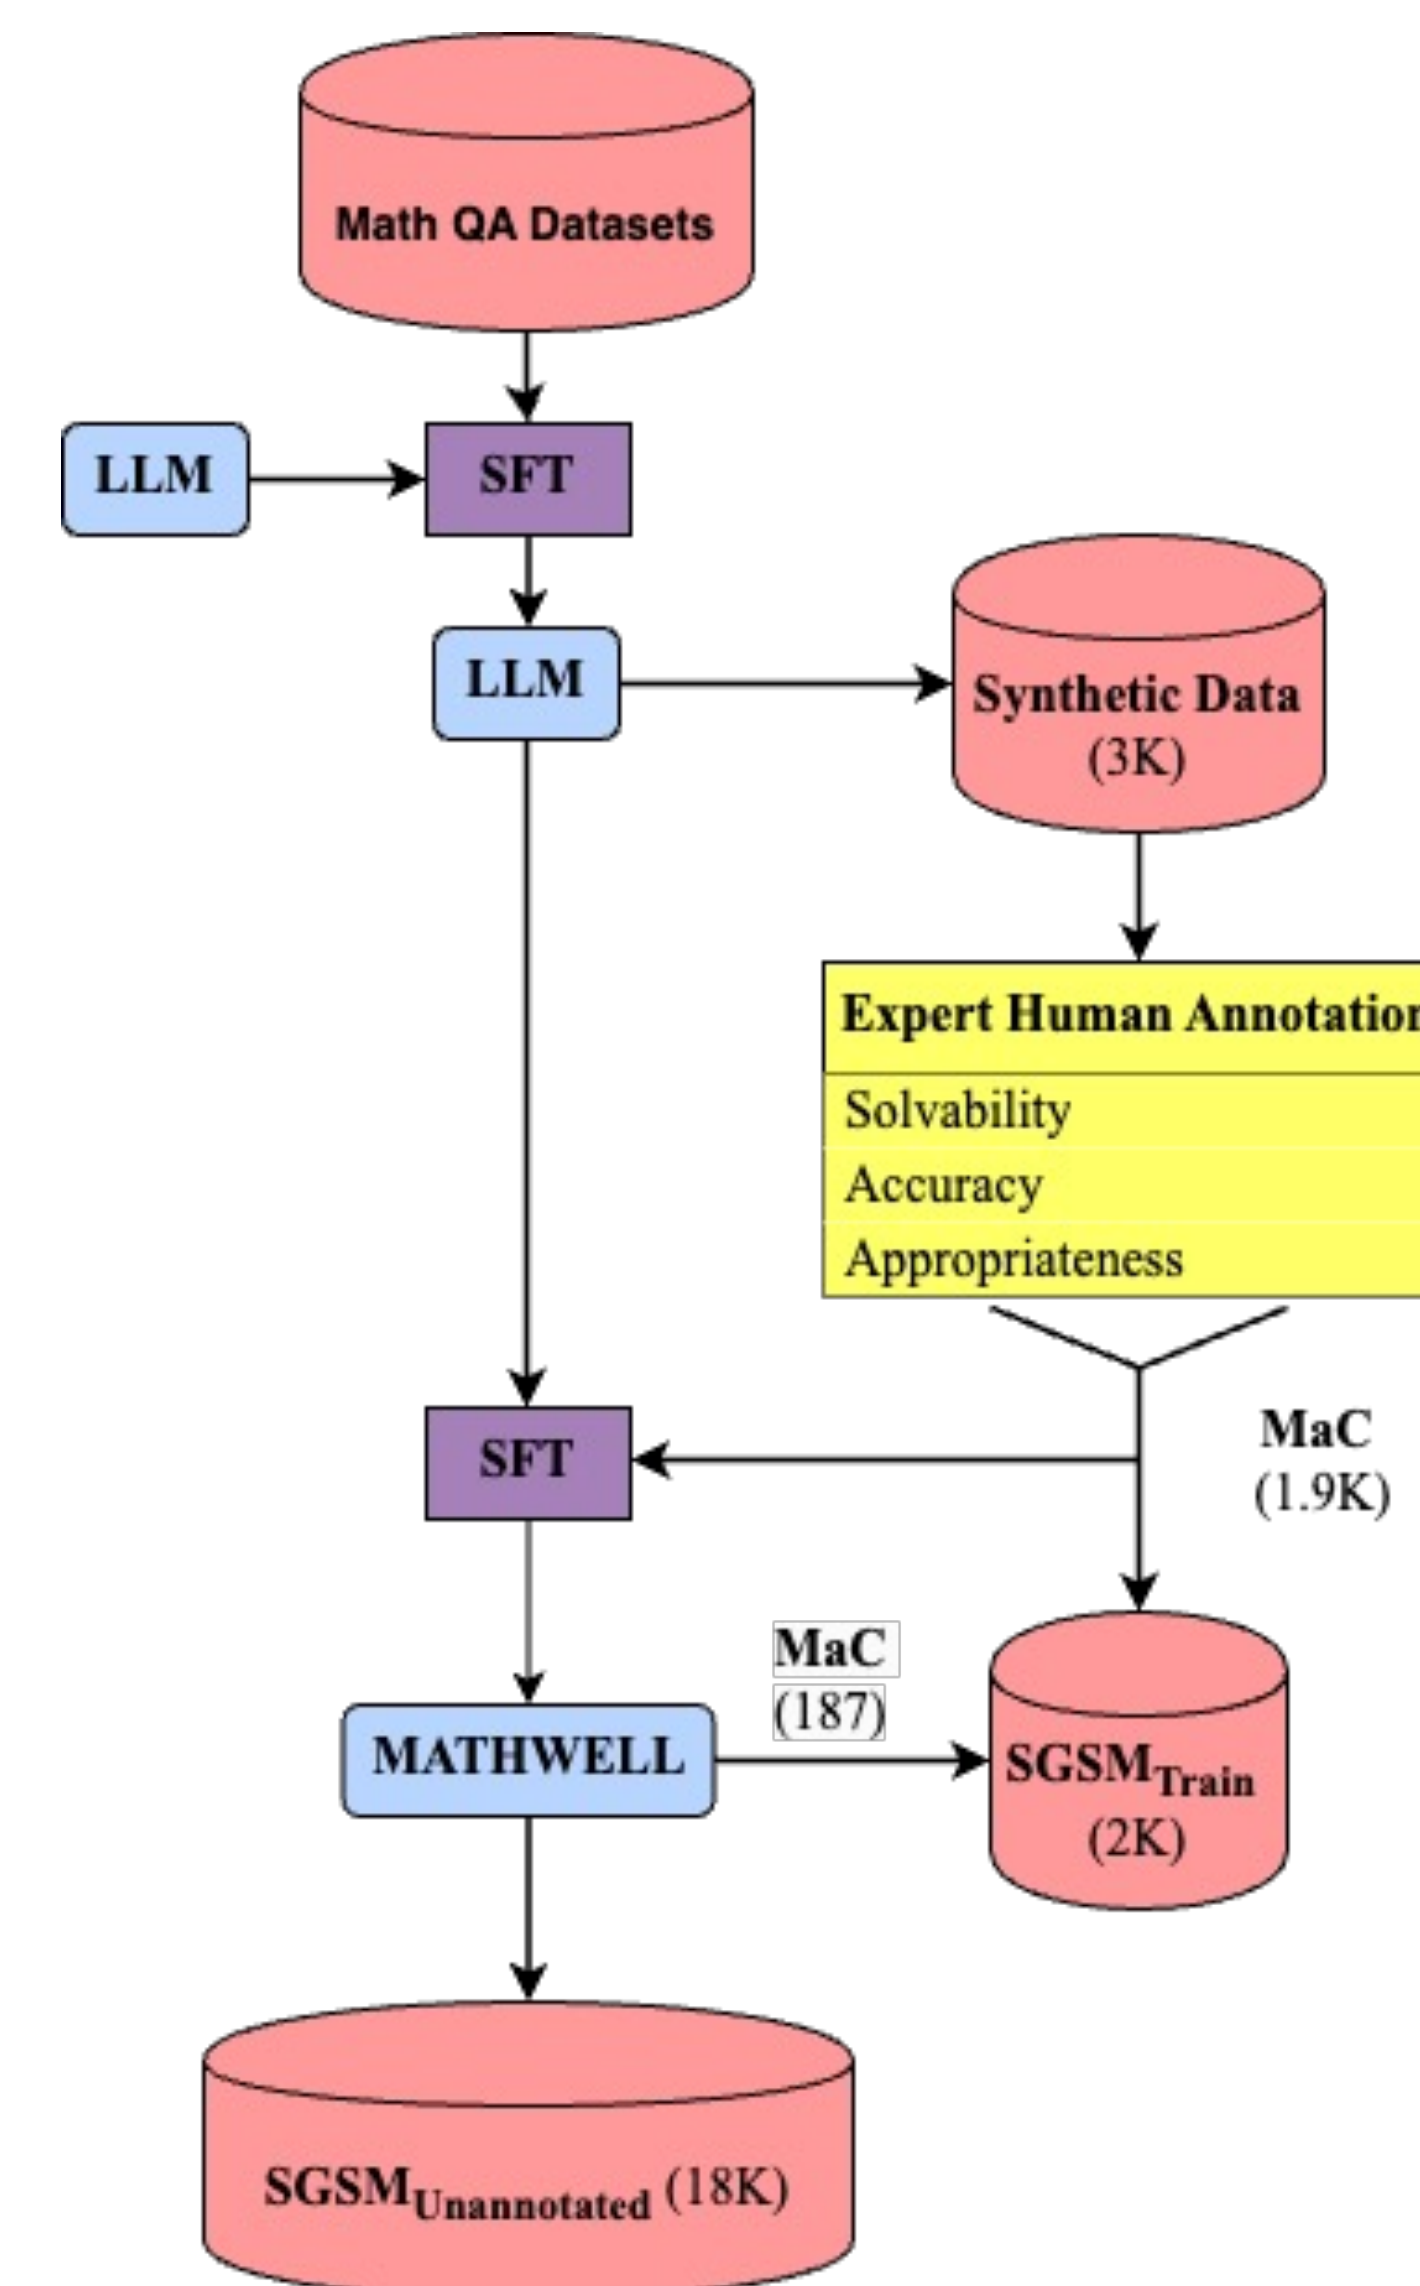 Math QA Datasets
LLM
SFT
LLM
Synthetic Data
(3K)
Expert Human Annotation
Solvability
Accuracy
Appropriateness
SFT
MaC
(1.9K)
MaC
(187)
MATHWELL
SGSMTrain
(2K)
SGSMUnannotated (18K)